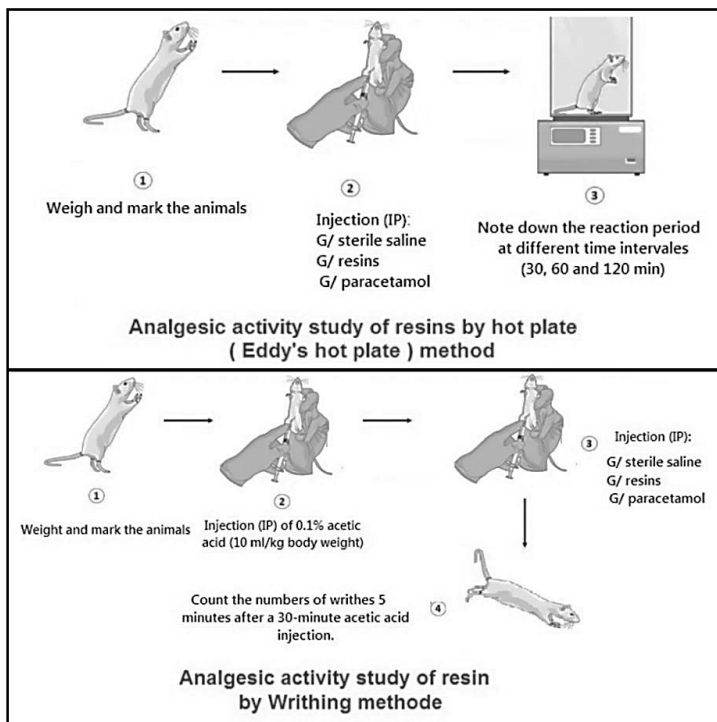 ①
Weigh and mark the animals
②
Injection (IP):
G/ sterile saline
G/ resins
G/ paracetamol
③
Note down the reaction period
at different time intervales
(30, 60 and 120 min)
Analgesic activity study of resins by hot plate
( Eddy's hot plate ) method
①
Weight and mark the animals
②
Injection (IP) of 0.1% acetic
acid (10 ml/kg body weight)
③
Injection (IP):
G/ sterile saline
G/ resins
G/ paracetamol
④
Count the numbers of writhes 5
minutes after a 30-minute acetic acid
injection.
Analgesic activity study of resin
by Writhing methode